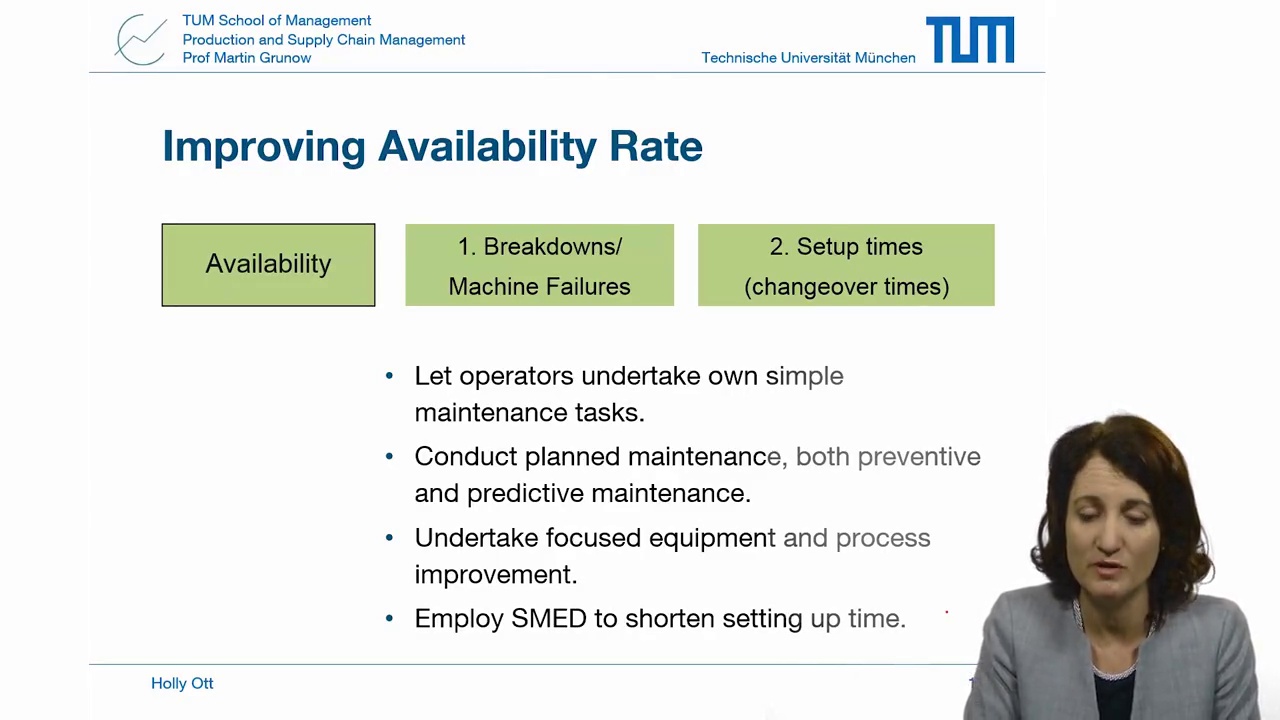 TUM School of Management
Production and Supply Chain Management
Prof Martin Grunow
Technische Universität München
TUM
Improving Availability Rate
Availability
1. Breakdowns/
Machine Failures
2. Setup times
(changeover times)
• Let operators undertake own simple
maintenance tasks.
• Conduct planned maintenance, both preventive
and predictive maintenance.
• Undertake focused equipment and process
improvement.
• Employ SMED to shorten setting up time.
Holly Ott